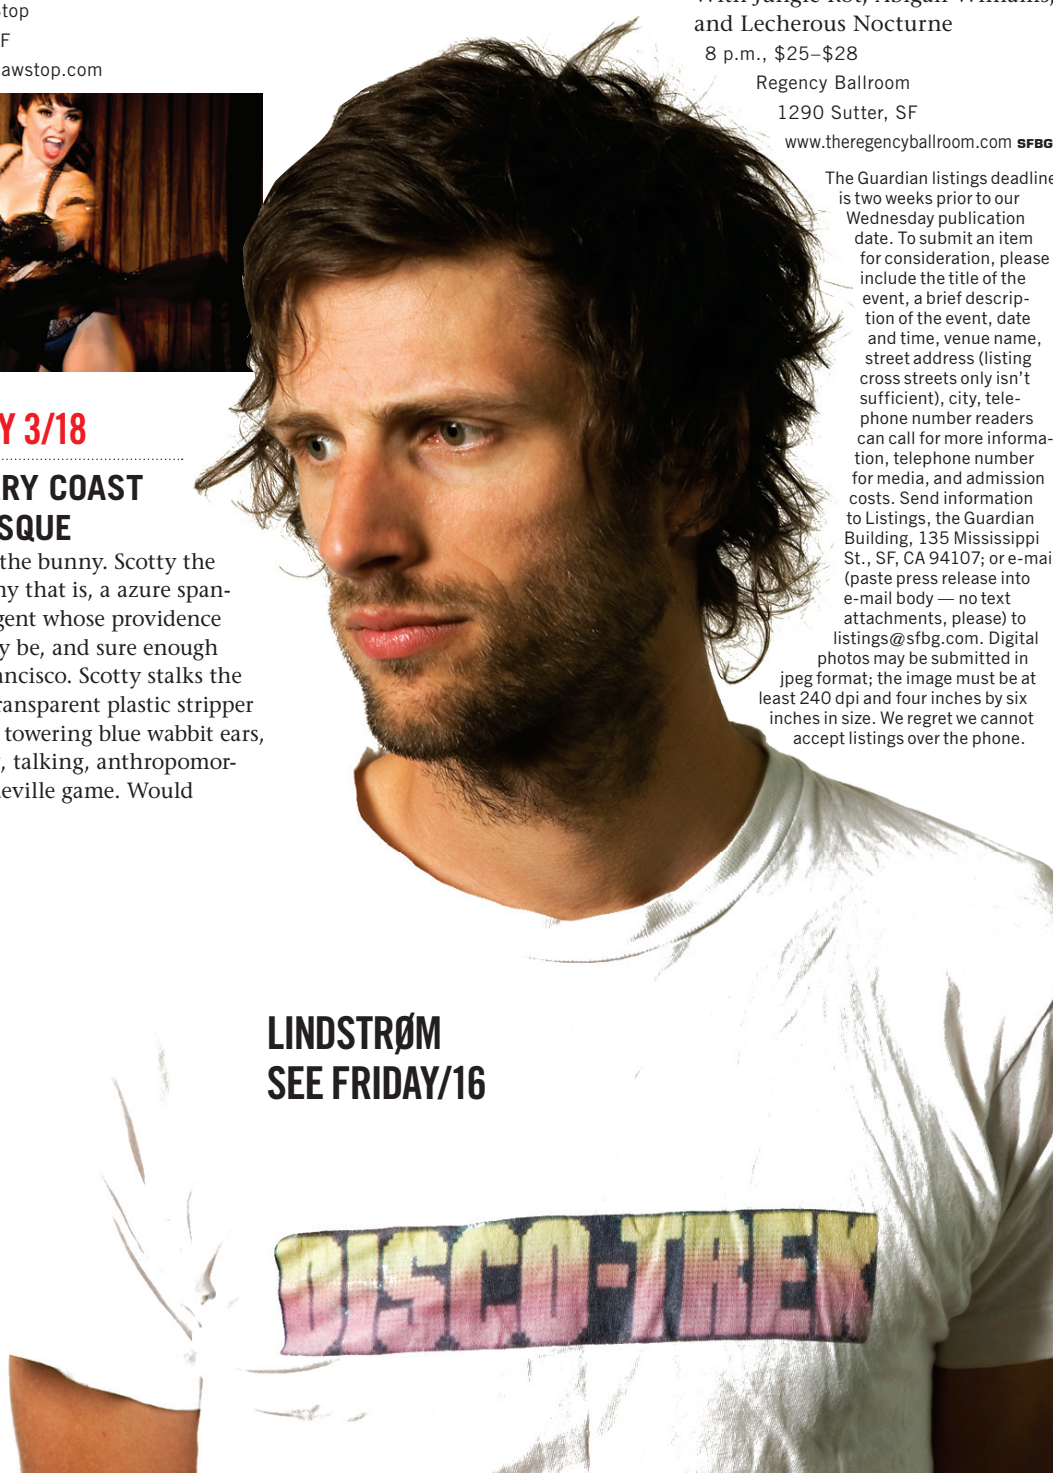 F
awstop.com
Y 3/18
RY COAST
SQUE
the bunny. Scotty the
ny that is, a azure span-
gent whose providence
y be, and sure enough
ancisco. Scotty stalks the
ransparent plastic stripper
towering blue wabbit ears,
, talking, anthropomor-
eville game. Would
With Jungle Rot, Abigail Williams,
and Lecherous Nocturne
8 p.m., $25–$28
Regency Ballroom
1290 Sutter, SF
www.theregencyballroom.com SFBG
The Guardian listings deadline
is two weeks prior to our
Wednesday publication
date. To submit an item
for consideration, please
include the title of the
event, a brief descrip-
tion of the event, date
and time, venue name,
street address (listing
cross streets only isn't
sufficient), city, tele-
phone number readers
can call for more informa-
tion, telephone number
for media, and admission
costs. Send information
to Listings, the Guardian
Building, 135 Mississippi
St., SF, CA 94107; or e-mai
(paste press release into
e-mail body — no text
attachments, please) to
listings@sfbg.com. Digital
photos may be submitted in
jpeg format; the image must be at
least 240 dpi and four inches by six
inches in size. We regret we cannot
accept listings over the phone.
LINDSTRØM
SEE FRIDAY/16
DISCO-TREK